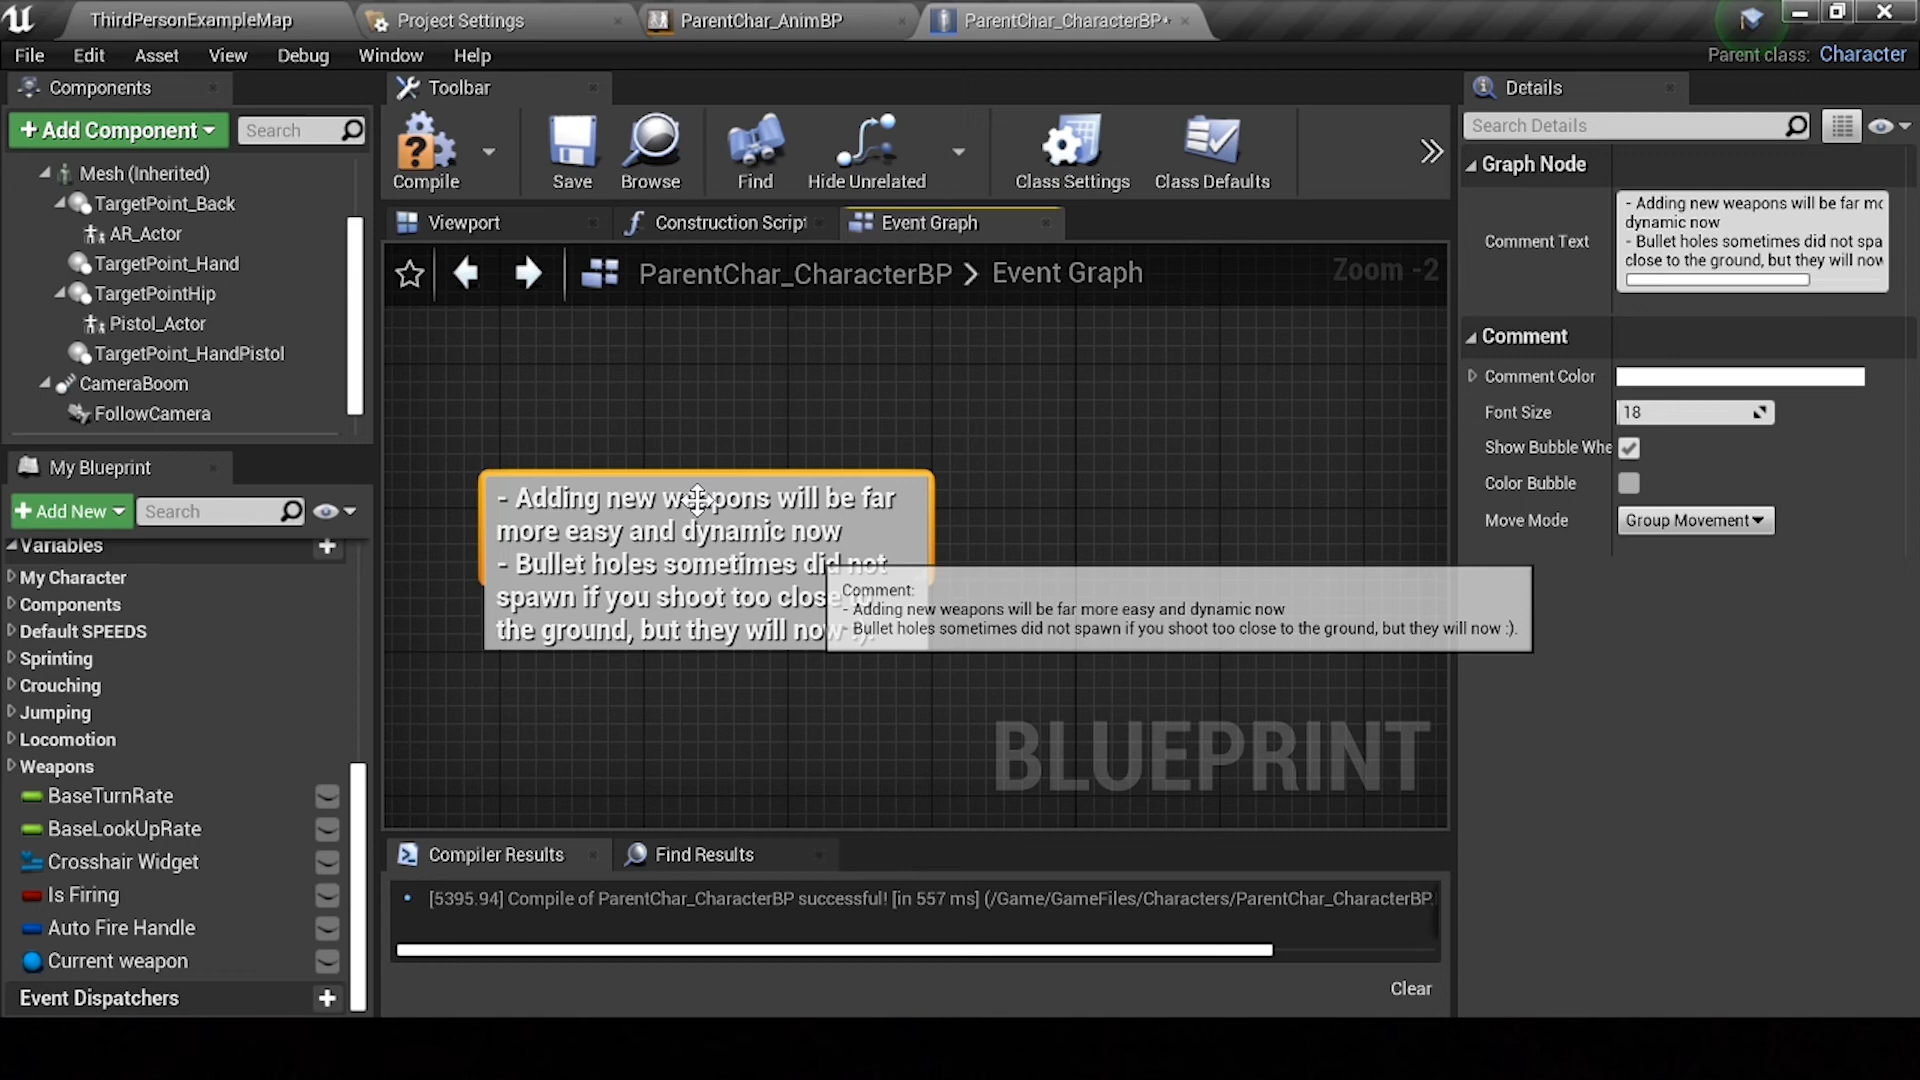 ThirdPersonExampleMap
Project Settings
ParentChar_AnimBP
ParentChar_CharacterBP*
File Edit Asset View Debug Window Help
Parent class: Character
Components
+ Add Component
Search
Mesh (Inherited)
TargetPoint_Back
AR_Actor
TargetPoint_Hand
TargetPointHip
Pistol_Actor
TargetPoint_HandPistol
CameraBoom
FollowCamera
My Blueprint
+ Add New
Search
Variables
My Character
Components
Default SPEEDS
Sprinting
Crouching
Jumping
Locomotion
Weapons
BaseTurnRate
BaseLookUpRate
Crosshair Widget
Is Firing
Auto Fire Handle
Current weapon
Event Dispatchers
Toolbar
Compile
Save
Browse
Find
Hide Unrelated
Class Settings
Class Defaults
Viewport
Construction Script
Event Graph
ParentChar_CharacterBP > Event Graph
Zoom -2
- Adding new weapons will be far
more easy and dynamic now
- Bullet holes sometimes did not
spawn if you shoot too close to
the ground, but they will now :).
Comment:
- Adding new weapons will be far more easy and dynamic now
- Bullet holes sometimes did not spawn if you shoot too close to the ground, but they will now :).
BLUEPRINT
Compiler Results
Find Results
[5395.94] Compile of ParentChar_CharacterBP successful! [in 557 ms] (/Game/GameFiles/Characters/ParentChar_CharacterBP.
Clear
Details
Search Details
Graph Node
Comment Text
- Adding new weapons will be far mo
dynamic now
- Bullet holes sometimes did not spa
close to the ground, but they will now
Comment
Comment Color
Font Size
18
Show Bubble Whe
Color Bubble
Move Mode
Group Movement